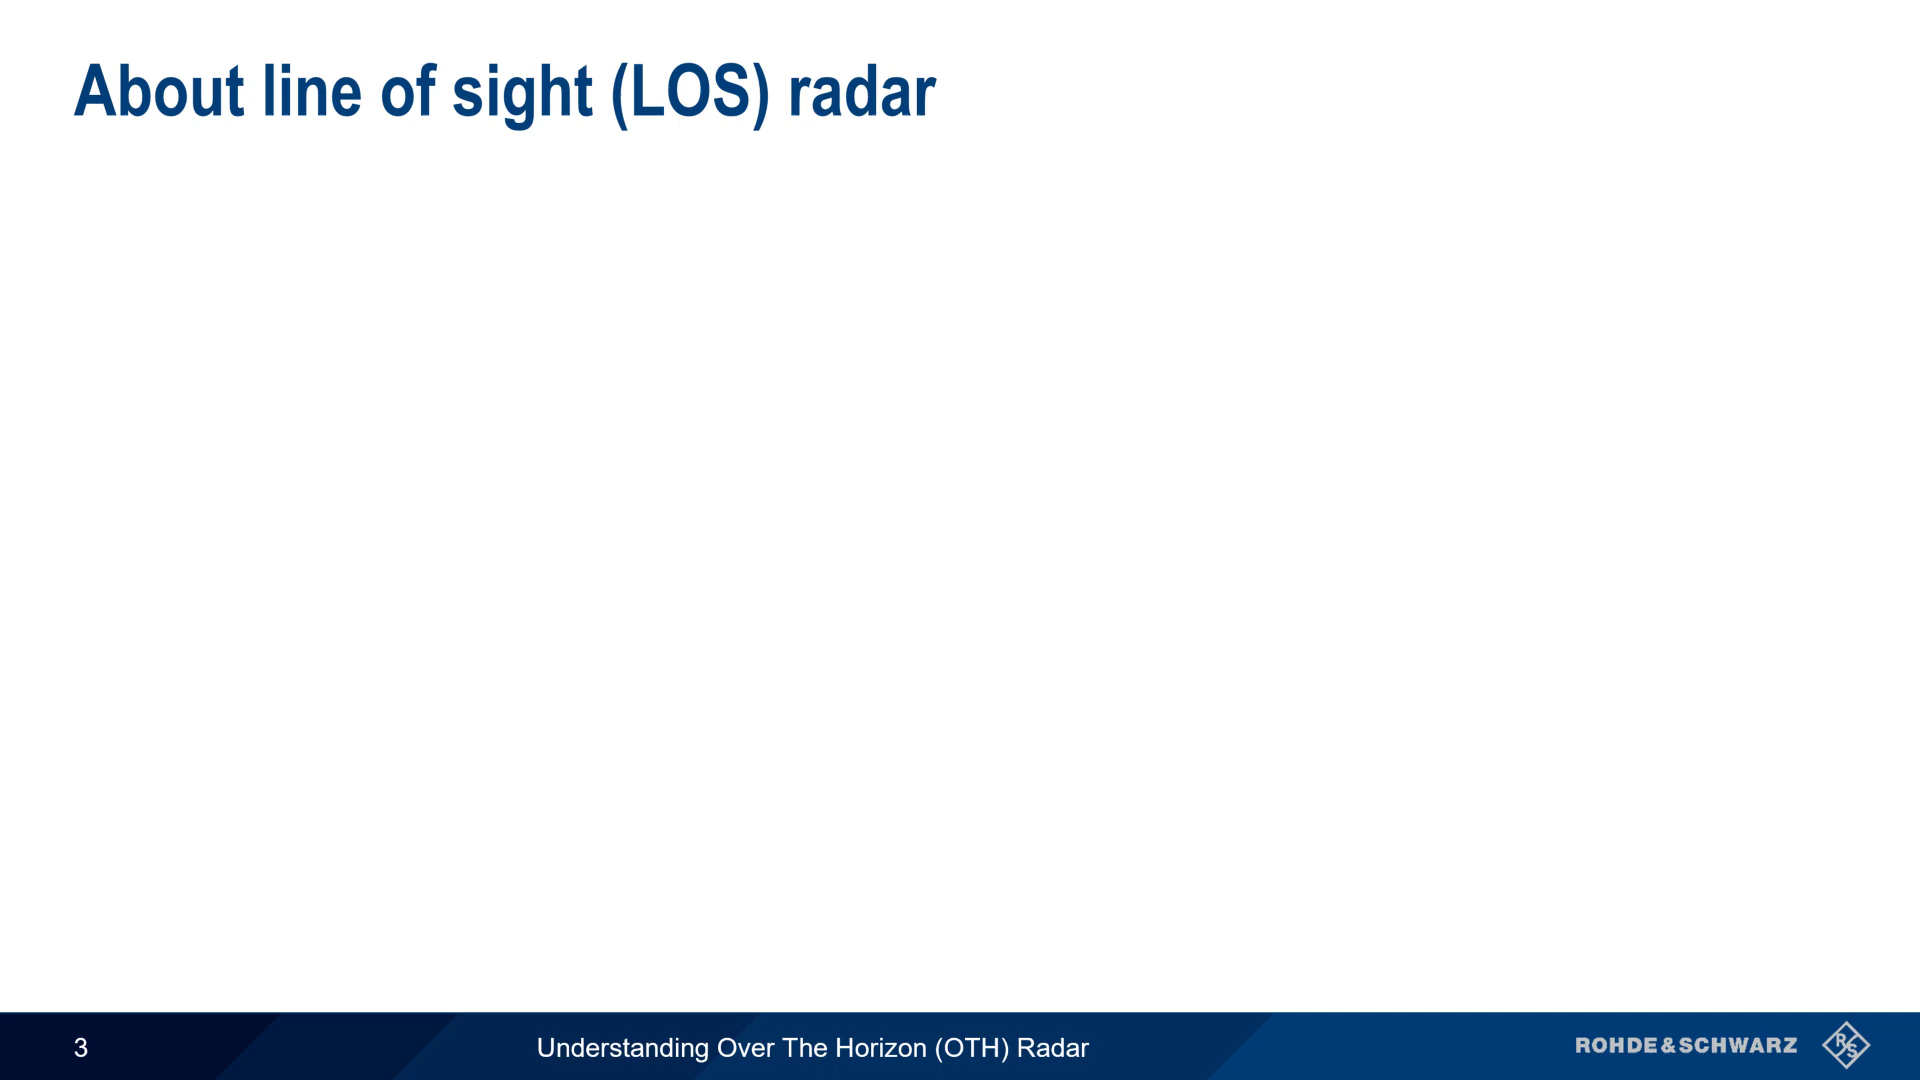 About line of sight (LOS) radar
3
Understanding Over The Horizon (OTH) Radar
ROHDE&SCHWARZ
R S